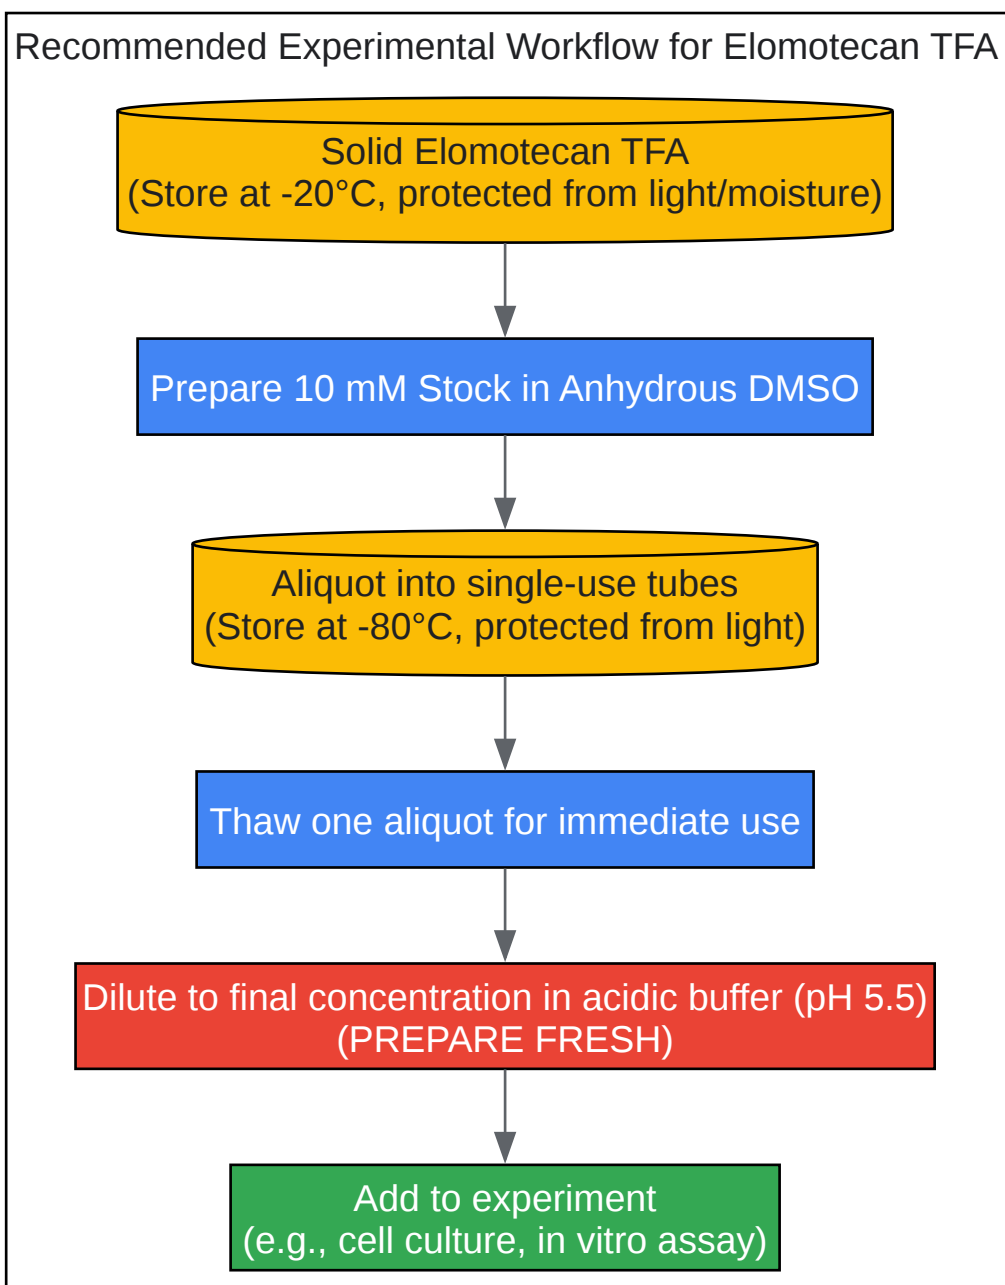 Recommended Experimental Workflow for Elomotecan TFA
Solid Elomotecan TFA
(Store at -20°C, protected from light/moisture)
Prepare 10 mM Stock in Anhydrous DMSO
Aliquot into single-use tubes
(Store at -80°C, protected from light)
Thaw one aliquot for immediate use
Dilute to final concentration in acidic buffer (pH 5.5)
(PREPARE FRESH)
Add to experiment
(e.g., cell culture, in vitro assay)